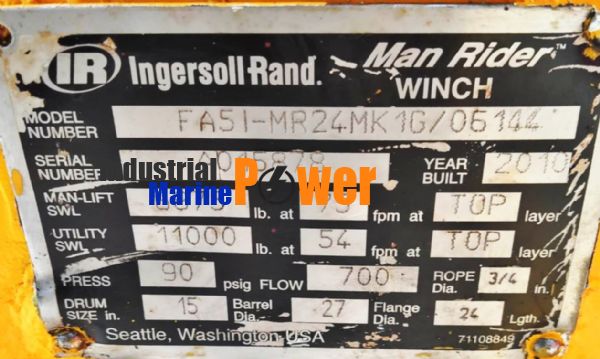 IR Ingersoll-Rand. Man Rider™
WINCH
MODEL NUMBER FA5I-MR24MK1G/06144
SERIAL NUMBER YEAR BUILT 2010
Industrial
Marine Power
MAN-LIFT SWL lb. at 75 fpm at TOP layer
UTILITY SWL 11000 lb. at 54 fpm at TOP layer
PRESS 90 psig FLOW 700 ROPE Dia. 3/4 in.
DRUM SIZE in. 15 Barrel Dia. 27 Flange Dia. 24 Lgth.
Seattle, Washington USA 71108849